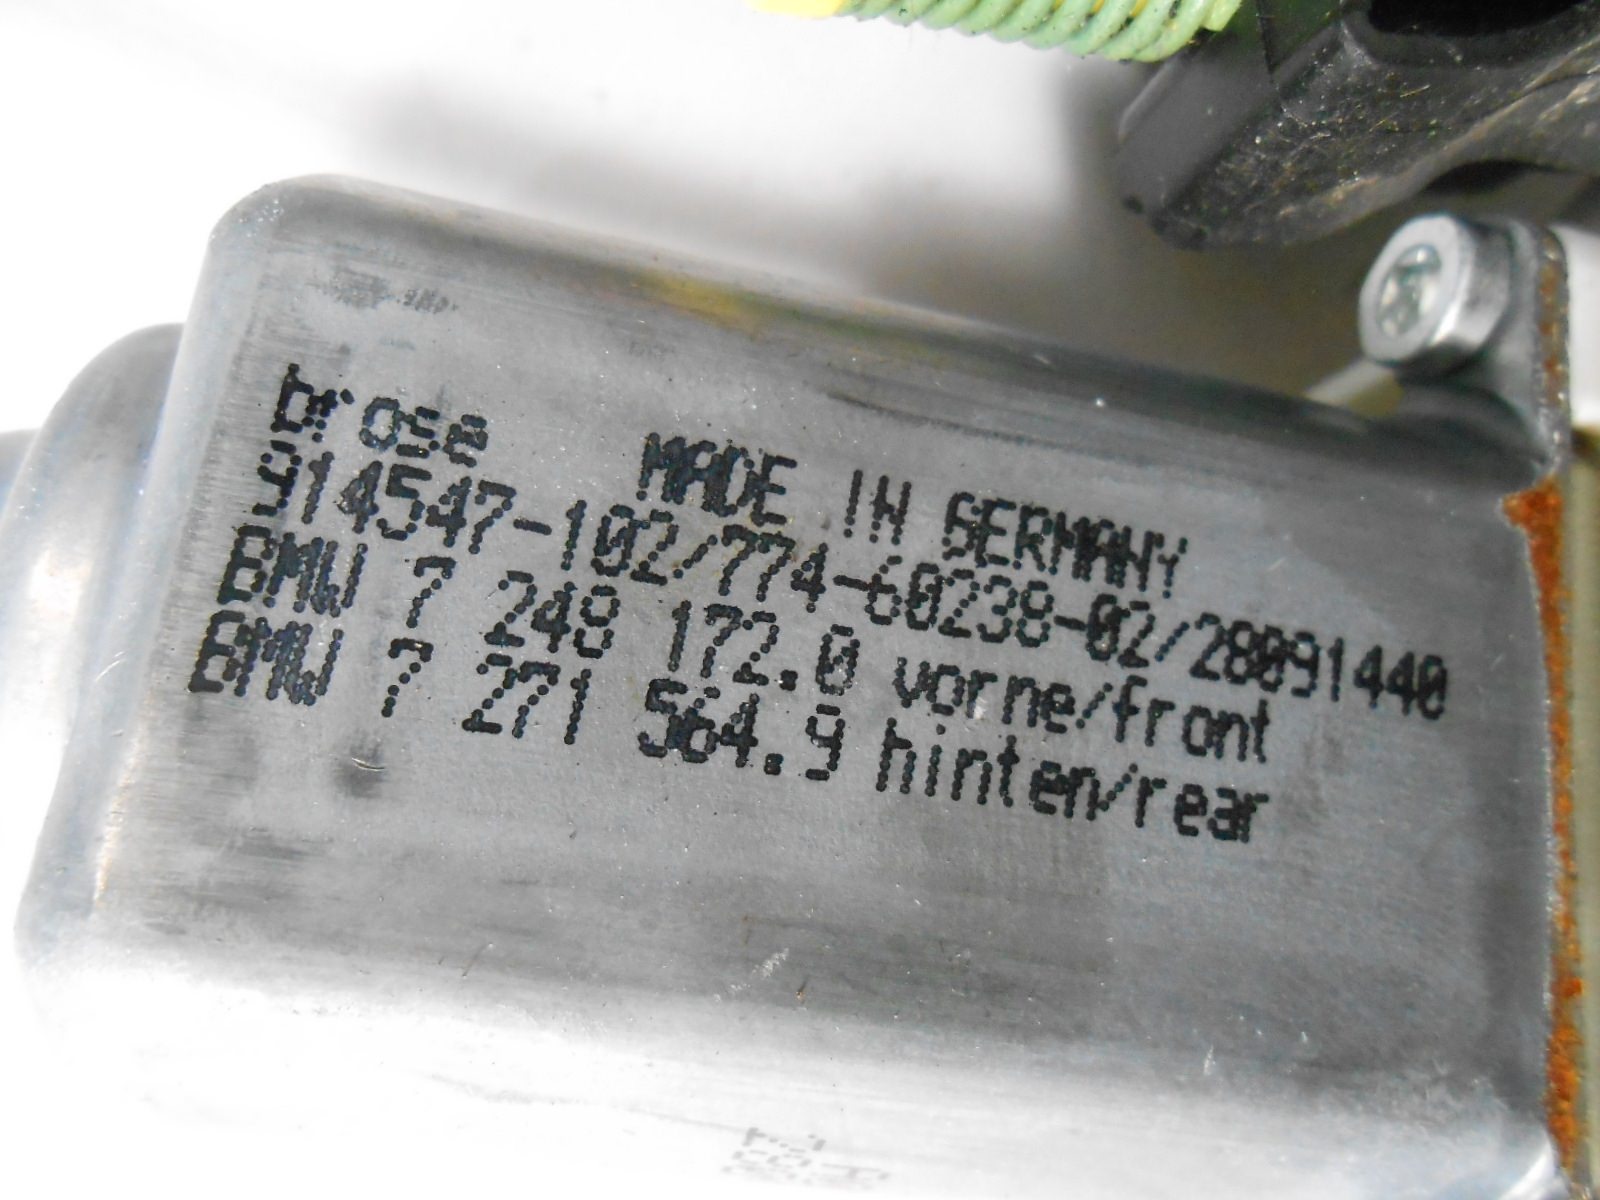 brose MADE IN GERMANY
914547-102/774-60238-02/28091440
BMW 7 248 172.0 vorne/front
BMW 7 271 564.9 hinten/rear